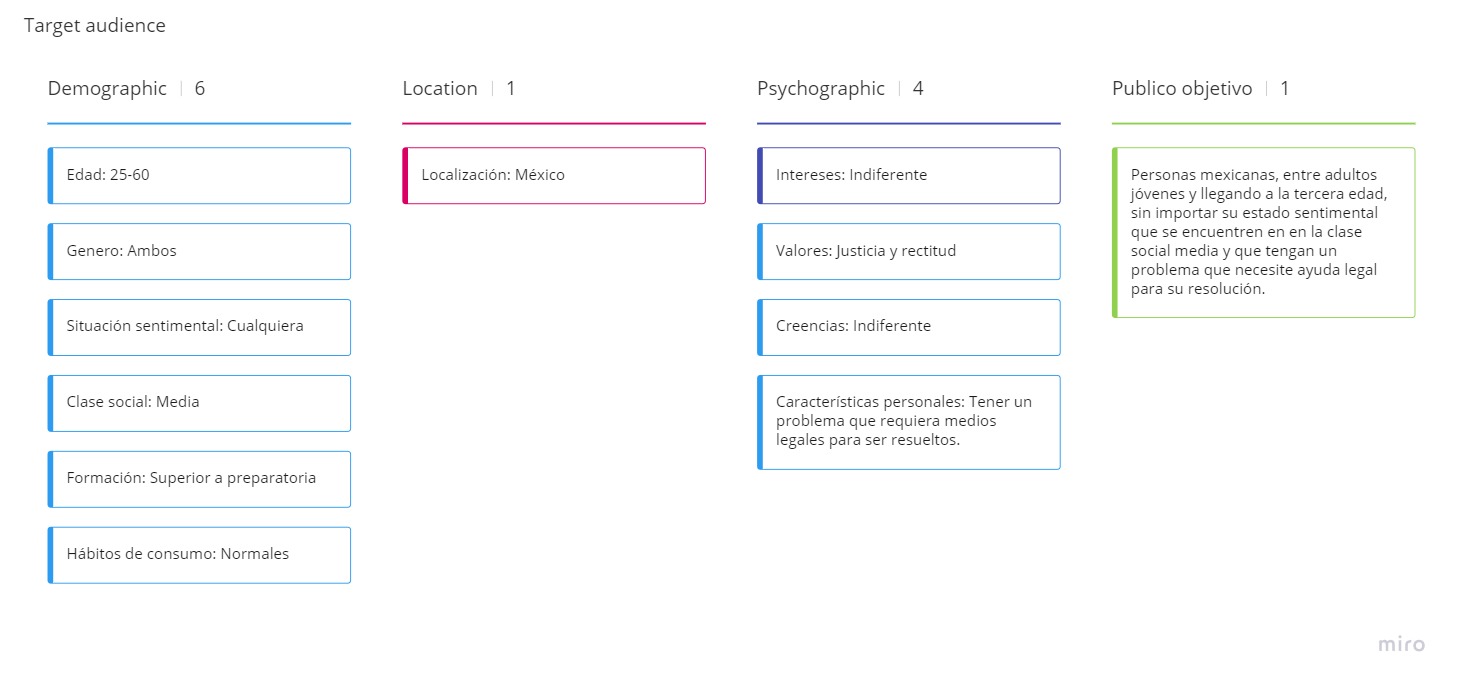 Target audience
Demographic | 6
Edad: 25-60
Genero: Ambos
Situación sentimental: Cualquiera
Clase social: Media
Formación: Superior a preparatoria
Hábitos de consumo: Normales
Location | 1
Localización: México
Psychographic | 4
Intereses: Indiferente
Valores: Justicia y rectitud
Creencias: Indiferente
Características personales: Tener un
problema que requiera medios
legales para ser resueltos.
Publico objetivo | 1
Personas mexicanas, entre adultos
jóvenes y llegando a la tercera edad,
sin importar su estado sentimental
que se encuentren en en la clase
social media y que tengan un
problema que necesite ayuda legal
para su resolución.
miro